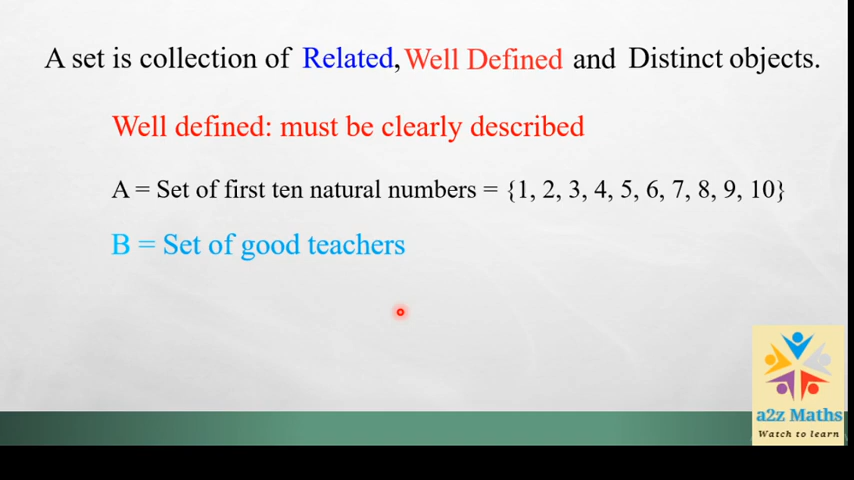 A set is collection of Related, Well Defined and Distinct objects.
Well defined: must be clearly described
A = Set of first ten natural numbers = {1, 2, 3, 4, 5, 6, 7, 8, 9, 10}
B = Set of good teachers
a2z Maths
Watch to learn